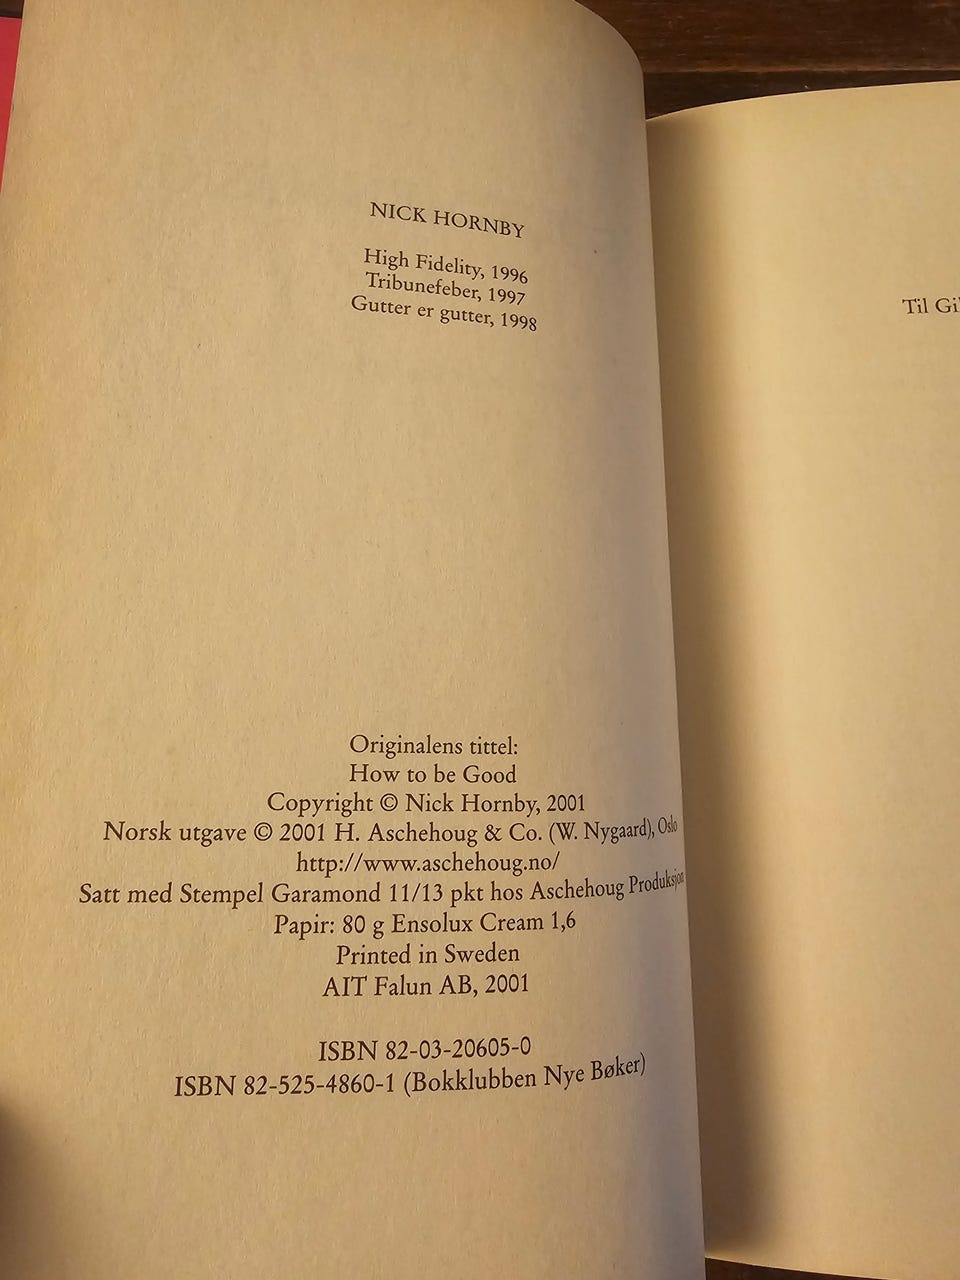 NICK HORNBY
High Fidelity, 1996
Tribunefeber, 1997
Gutter er gutter, 1998
Originalens tittel:
How to be Good
Copyright © Nick Hornby, 2001
Norsk utgave © 2001 H. Aschehoug & Co. (W. Nygaard), Oslo
http://www.aschehoug.no/
Satt med Stempel Garamond 11/13 pkt hos Aschehoug Produksjon
Papir: 80 g Ensolux Cream 1,6
Printed in Sweden
AIT Falun AB, 2001
ISBN 82-03-20605-0
ISBN 82-525-4860-1 (Bokklubben Nye Bøker)
Til